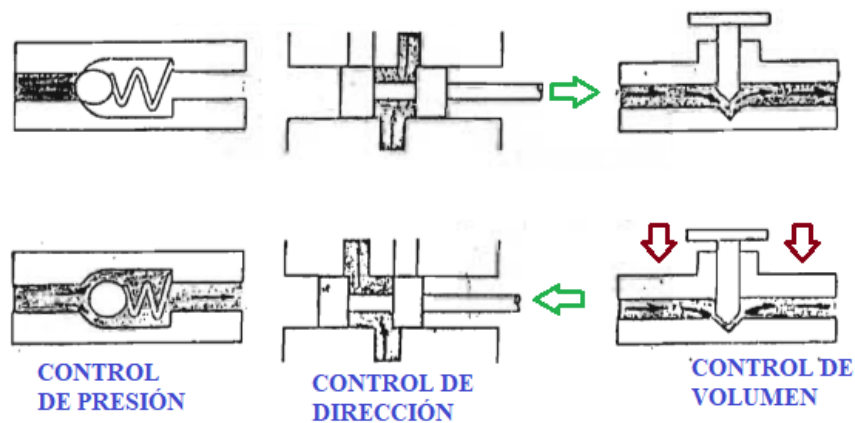 CONTROL
DE PRESIÓN
CONTROL DE
DIRECCIÓN
CONTROL DE
VOLUMEN